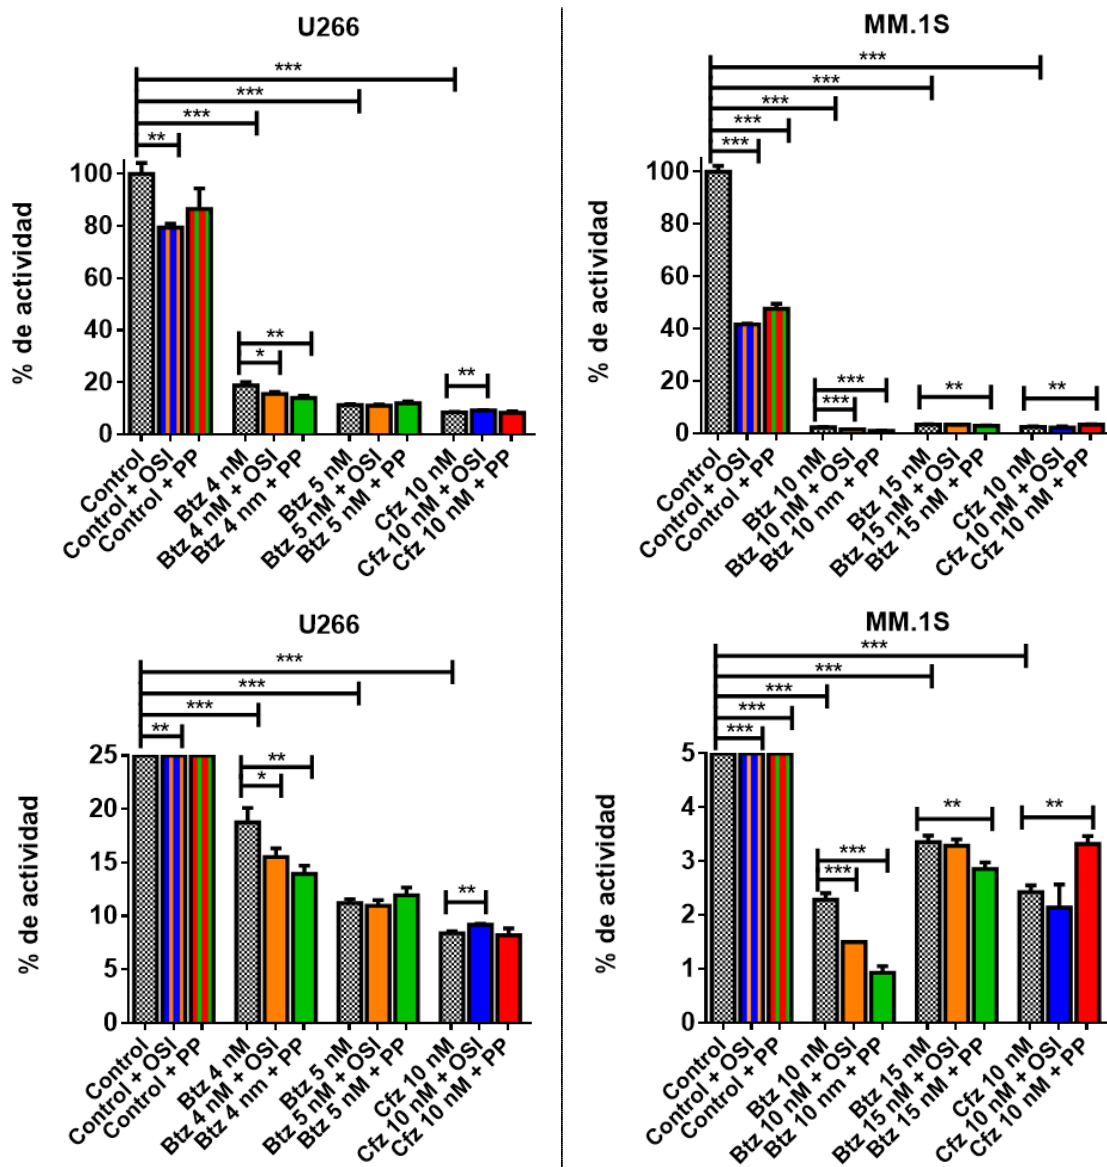 U266
***
***
***
**
% de actividad
100
80
60
40
20
0
**
*
**
Control
Control + OSI
Control + PP
Btz 4 nM
Btz 4 nM + OSI
Btz 4 nm + PP
Btz 5 nM
Btz 5 nM + OSI
Btz 5 nM + PP
Cfz 10 nM
Cfz 10 nM + OSI
Cfz 10 nM + PP
MM.1S
***
***
***
***
***
% de actividad
100
80
60
40
20
0
***
***
**
**
Control
Control + OSI
Control + PP
Btz 10 nM
Btz 10 nM + OSI
Btz 10 nm + PP
Btz 15 nM
Btz 15 nM + OSI
Btz 15 nM + PP
Cfz 10 nM
Cfz 10 nM + OSI
Cfz 10 nM + PP
U266
***
***
***
**
% de actividad
25
20
15
10
5
0
**
*
**
Control
Control + OSI
Control + PP
Btz 4 nM
Btz 4 nM + OSI
Btz 4 nm + PP
Btz 5 nM
Btz 5 nM + OSI
Btz 5 nM + PP
Cfz 10 nM
Cfz 10 nM + OSI
Cfz 10 nM + PP
MM.1S
***
***
***
***
***
% de actividad
5
4
3
2
1
0
***
***
**
**
Control
Control + OSI
Control + PP
Btz 10 nM
Btz 10 nM + OSI
Btz 10 nm + PP
Btz 15 nM
Btz 15 nM + OSI
Btz 15 nM + PP
Cfz 10 nM
Cfz 10 nM + OSI
Cfz 10 nM + PP